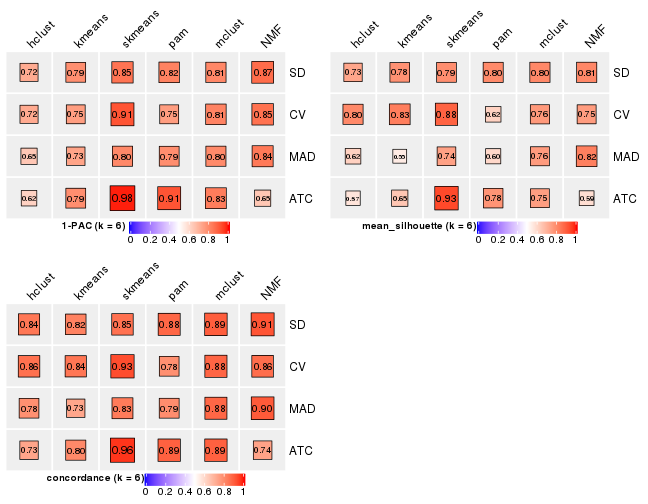 hclust kmeans skmeans pam mclust NMF
0.72 0.79 0.85 0.82 0.81 0.87 SD
0.72 0.75 0.91 0.75 0.81 0.85 CV
0.65 0.73 0.80 0.79 0.80 0.84 MAD
0.62 0.79 0.98 0.91 0.83 0.65 ATC
1-PAC (k = 6)
0 0.2 0.4 0.6 0.8 1
hclust kmeans skmeans pam mclust NMF
0.73 0.78 0.79 0.80 0.80 0.81 SD
0.80 0.83 0.88 0.62 0.76 0.75 CV
0.62 0.55 0.74 0.60 0.76 0.82 MAD
0.57 0.65 0.93 0.78 0.75 0.59 ATC
mean_silhouette (k = 6)
0 0.2 0.4 0.6 0.8 1
hclust kmeans skmeans pam mclust NMF
0.84 0.82 0.85 0.88 0.89 0.91 SD
0.86 0.84 0.93 0.78 0.88 0.86 CV
0.78 0.73 0.83 0.79 0.88 0.90 MAD
0.73 0.80 0.96 0.89 0.89 0.74 ATC
concordance (k = 6)
0 0.2 0.4 0.6 0.8 1